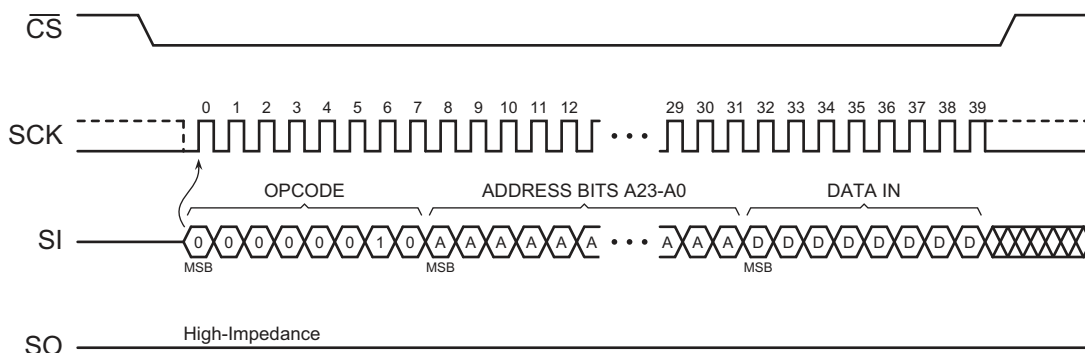 CS
0 1 2 3 4 5 6 7 8 9 10 11 12 29 30 31 32 33 34 35 36 37 38 39
SCK
OPCODE ADDRESS BITS A23-A0 DATA IN
SI 0 0 0 0 0 0 1 0 A A A A A A A A A D D D D D D D D
MSB MSB MSB
High-Impedance
SO